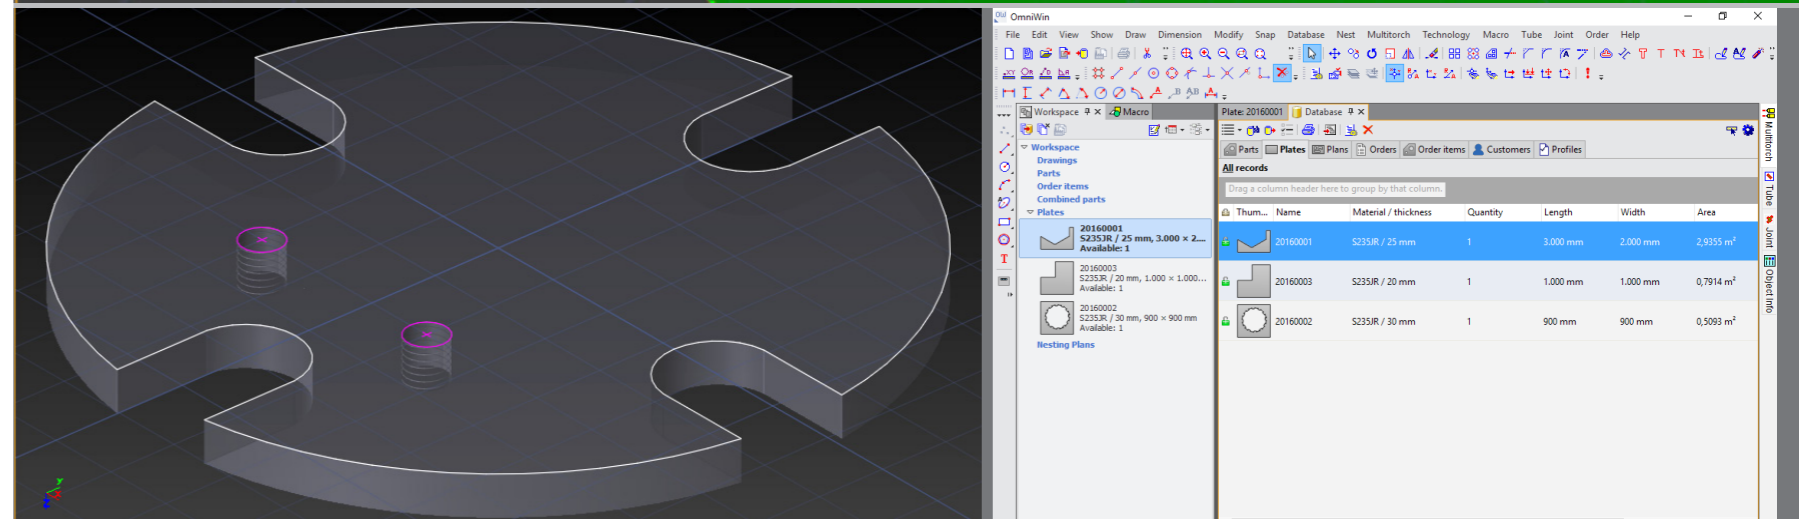 OmniWin
File Edit View Show Draw Dimension Modify Snap Database Nest Multitorch Technology Macro Tube Joint Order Help
Workspace Macro
Plate: 20160001 Database
Workspace
Drawings
Parts
Order items
Combined parts
Plates
20160001
S235JR / 25 mm, 3.000 × 2....
Available: 1
20160003
S235JR / 20 mm, 1.000 × 1.000...
Available: 1
20160002
S235JR / 30 mm, 900 × 900 mm
Available: 1
Nesting Plans
Parts Plates Plans Orders Order items Customers Profiles
All records
Drag a column header here to group by that column.
Thum... Name Material / thickness Quantity Length Width Area
20160001 S235JR / 25 mm 1 3.000 mm 2.000 mm 2,9355 m²
20160003 S235JR / 20 mm 1 1.000 mm 1.000 mm 0,7914 m²
20160002 S235JR / 30 mm 1 900 mm 900 mm 0,5093 m²
Multitorch
Tube
Joint
Object Info
Y
X
Z